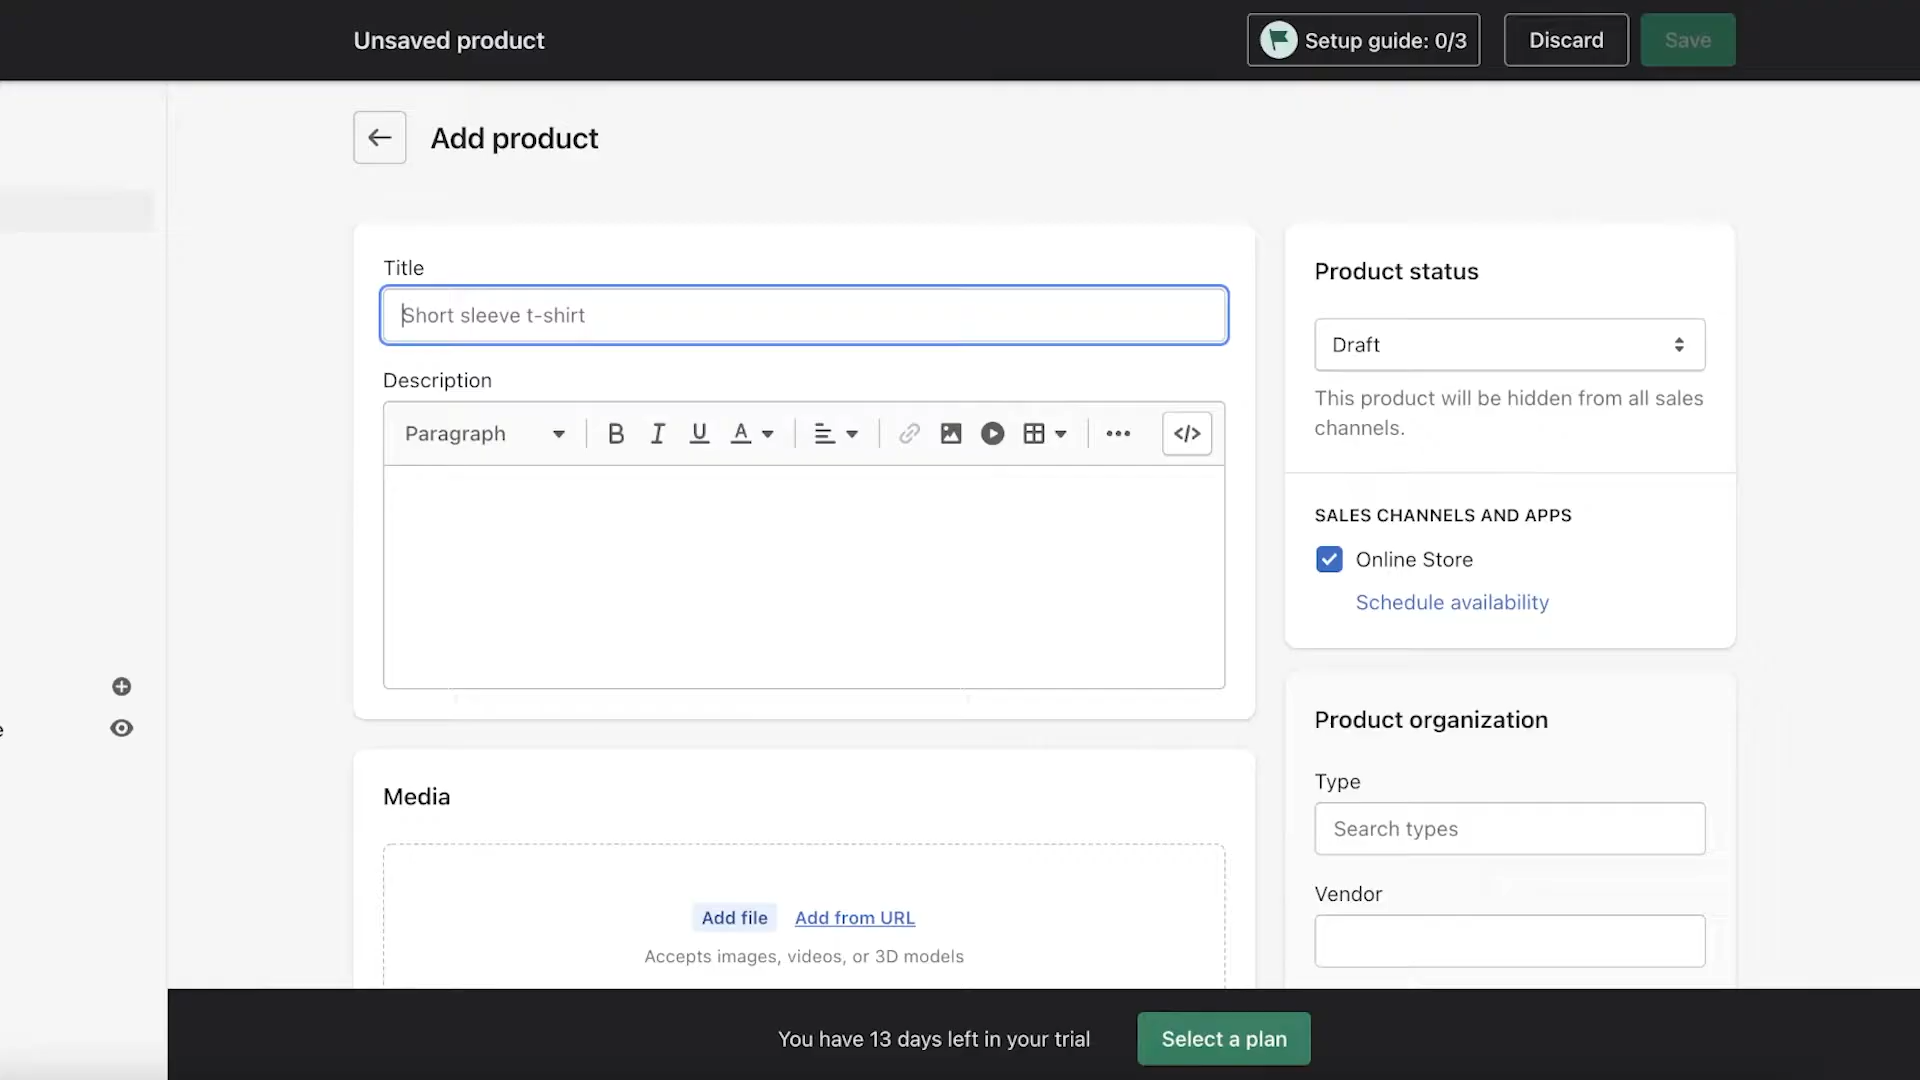 Unsaved product
Setup guide: 0/3
Discard
Save
Add product
Title
Short sleeve t-shirt
Description
Paragraph
B I U A
</>
Media
Add file
Add from URL
Accepts images, videos, or 3D models
Product status
Draft
This product will be hidden from all sales
channels.
SALES CHANNELS AND APPS
Online Store
Schedule availability
Product organization
Type
Search types
Vendor
e
You have 13 days left in your trial
Select a plan